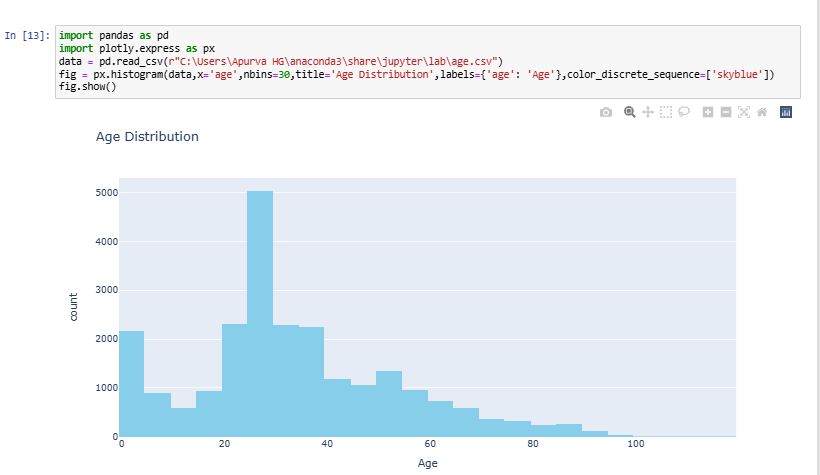 In [13]: import pandas as pd
import plotly.express as px
data = pd.read_csv(r"C:\Users\Apurva HG\anaconda3\share\jupyter\lab\age.csv")
fig = px.histogram(data,x='age',nbins=30,title='Age Distribution',labels={'age': 'Age'},color_discrete_sequence=['skyblue'])
fig.show()
Age Distribution
5000
4000
3000
2000
1000
0
count
0 20 40 60 80 100
Age